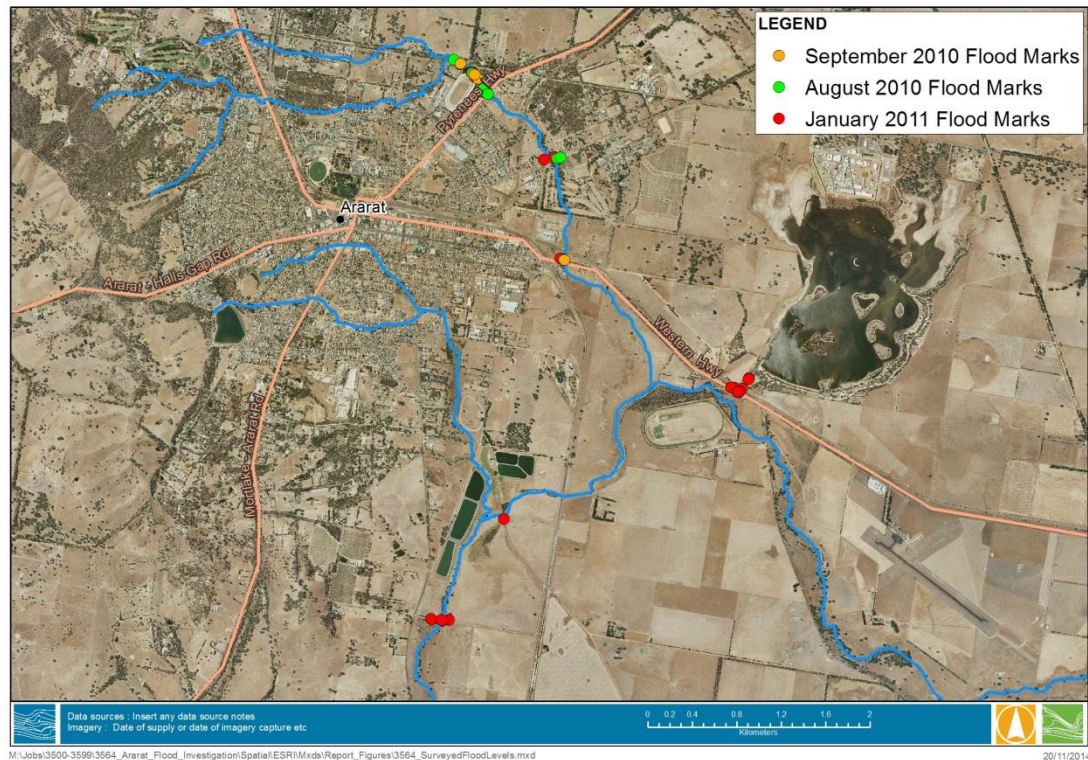 LEGEND
September 2010 Flood Marks
August 2010 Flood Marks
January 2011 Flood Marks
Pyrenees Hwy
Ararat
Ararat - Halls Gap Rd
Western Hwy
Mortlake - Ararat Rd
Data sources : Insert any data source notes
Imagery : Date of supply or date of imagery capture etc
0 0.2 0.4 0.8 1.2 1.6 2
Kilometers
M:\Jobs\3500-3599\3564_Ararat_Flood_Investigation\Spatial\ESRI\Mxds\Report_Figures\3564_SurveyedFloodLevels.mxd
20/11/2014